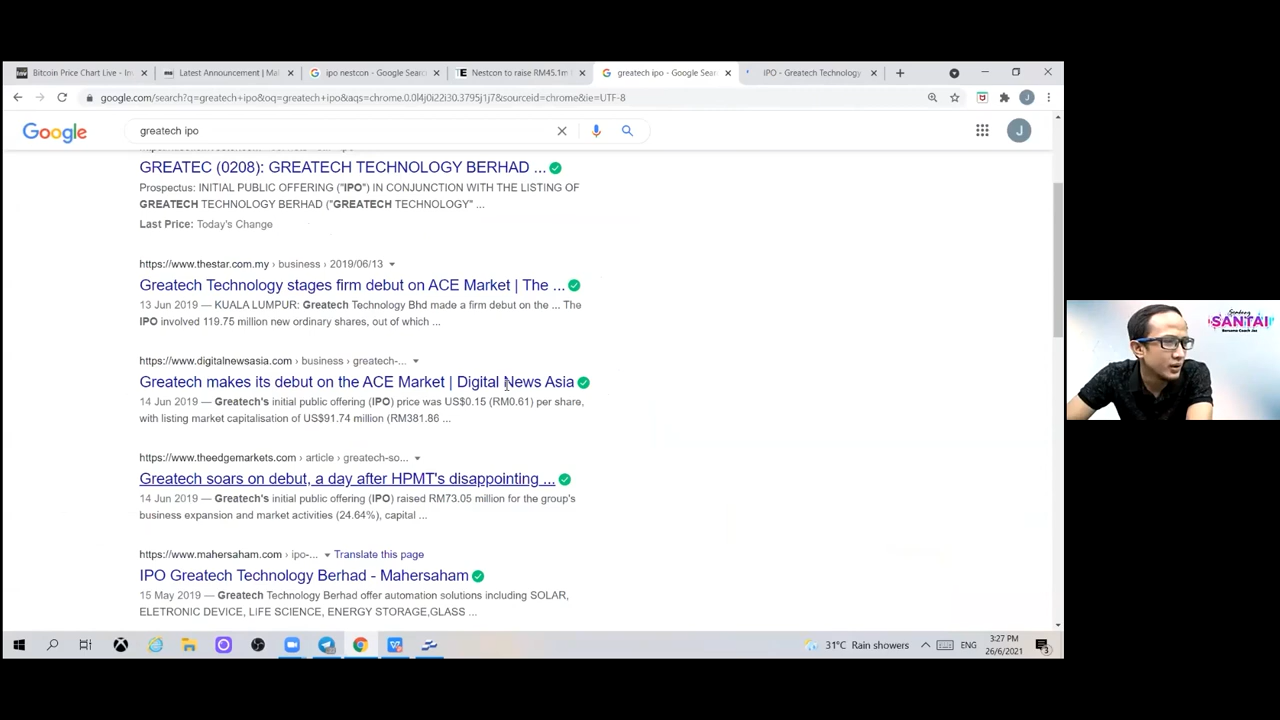 Bitcoin Price Chart Live - Inv
Latest Announcement | Mal
ipo nestcon - Google Search
Nestcon to raise RM45.1m f
greatech ipo - Google Sear
IPO - Greatech Technology
google.com/search?q=greatech+ipo&oq=greatech+ipo&aqs=chrome.0.0l4j0i22i30.3795j1j7&sourceid=chrome&ie=UTF-8
J
Google
greatech ipo
J
GREATEC (0208): GREATECH TECHNOLOGY BERHAD ...
Prospectus: INITIAL PUBLIC OFFERING ("IPO") IN CONJUNCTION WITH THE LISTING OF
GREATECH TECHNOLOGY BERHAD ("GREATECH TECHNOLOGY" ...
Last Price: Today's Change
https://www.thestar.com.my › business › 2019/06/13
Greatech Technology stages firm debut on ACE Market | The ...
13 Jun 2019 — KUALA LUMPUR: Greatech Technology Bhd made a firm debut on the ... The
IPO involved 119.75 million new ordinary shares, out of which ...
https://www.digitalnewsasia.com › business › greatech-...
Greatech makes its debut on the ACE Market | Digital News Asia
14 Jun 2019 — Greatech's initial public offering (IPO) price was US$0.15 (RM0.61) per share,
with listing market capitalisation of US$91.74 million (RM381.86 ...
https://www.theedgemarkets.com › article › greatech-so...
Greatech soars on debut, a day after HPMT's disappointing ...
14 Jun 2019 — Greatech's initial public offering (IPO) raised RM73.05 million for the group's
business expansion and market activities (24.64%), capital ...
https://www.mahersaham.com › ipo-... Translate this page
IPO Greatech Technology Berhad - Mahersaham
15 May 2019 — Greatech Technology Berhad offer automation solutions including SOLAR,
ELETRONIC DEVICE, LIFE SCIENCE, ENERGY STORAGE,GLASS ...
31°C Rain showers
ENG
3:27 PM
26/6/2021
3
SANTAI
Bersama Coach Jaz